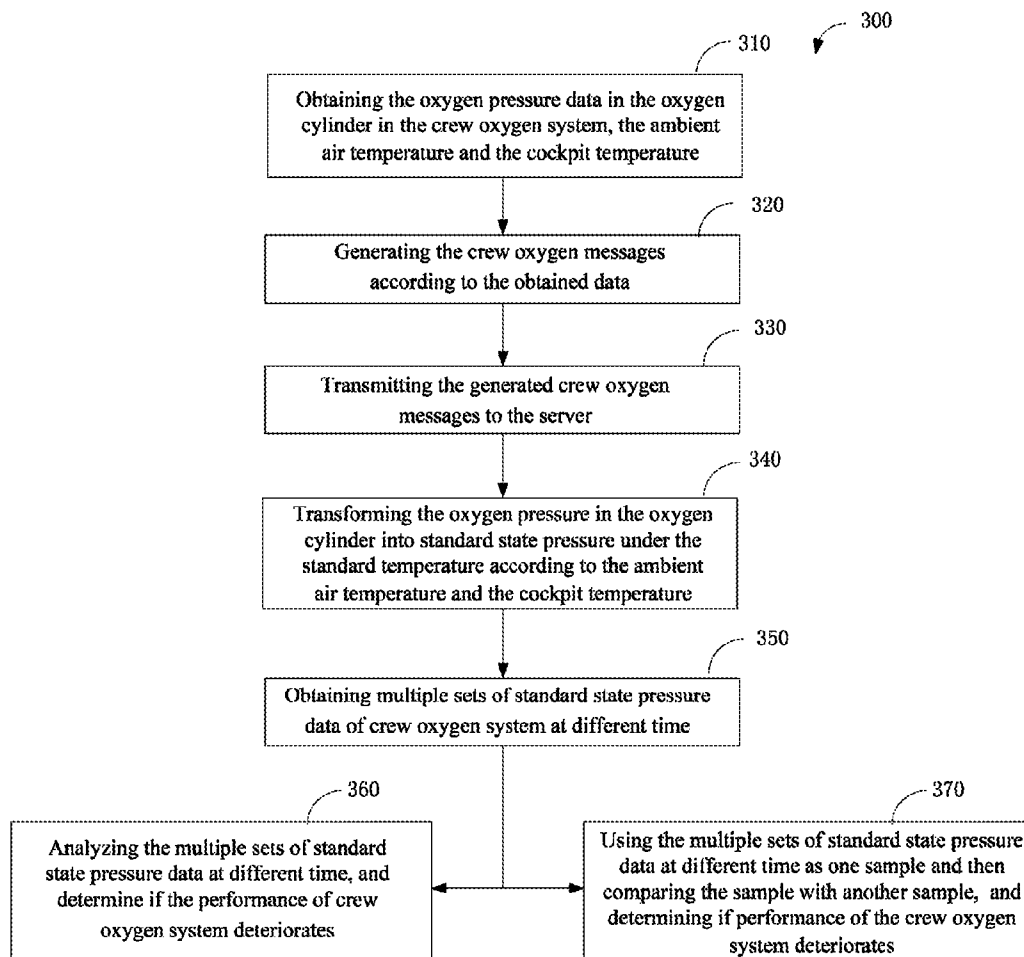 300
310
Obtaining the oxygen pressure data in the oxygen
cylinder in the crew oxygen system, the ambient
air temperature and the cockpit temperature
320
Generating the crew oxygen messages
according to the obtained data
330
Transmitting the generated crew oxygen
messages to the server
340
Transforming the oxygen pressure in the oxygen
cylinder into standard state pressure under the
standard temperature according to the ambient
air temperature and the cockpit temperature
350
Obtaining multiple sets of standard state pressure
data of crew oxygen system at different time
360
Analyzing the multiple sets of standard
state pressure data at different time, and
determine if the performance of crew
oxygen system deteriorates
370
Using the multiple sets of standard state pressure
data at different time as one sample and then
comparing the sample with another sample, and
determining if performance of the crew oxygen
system deteriorates